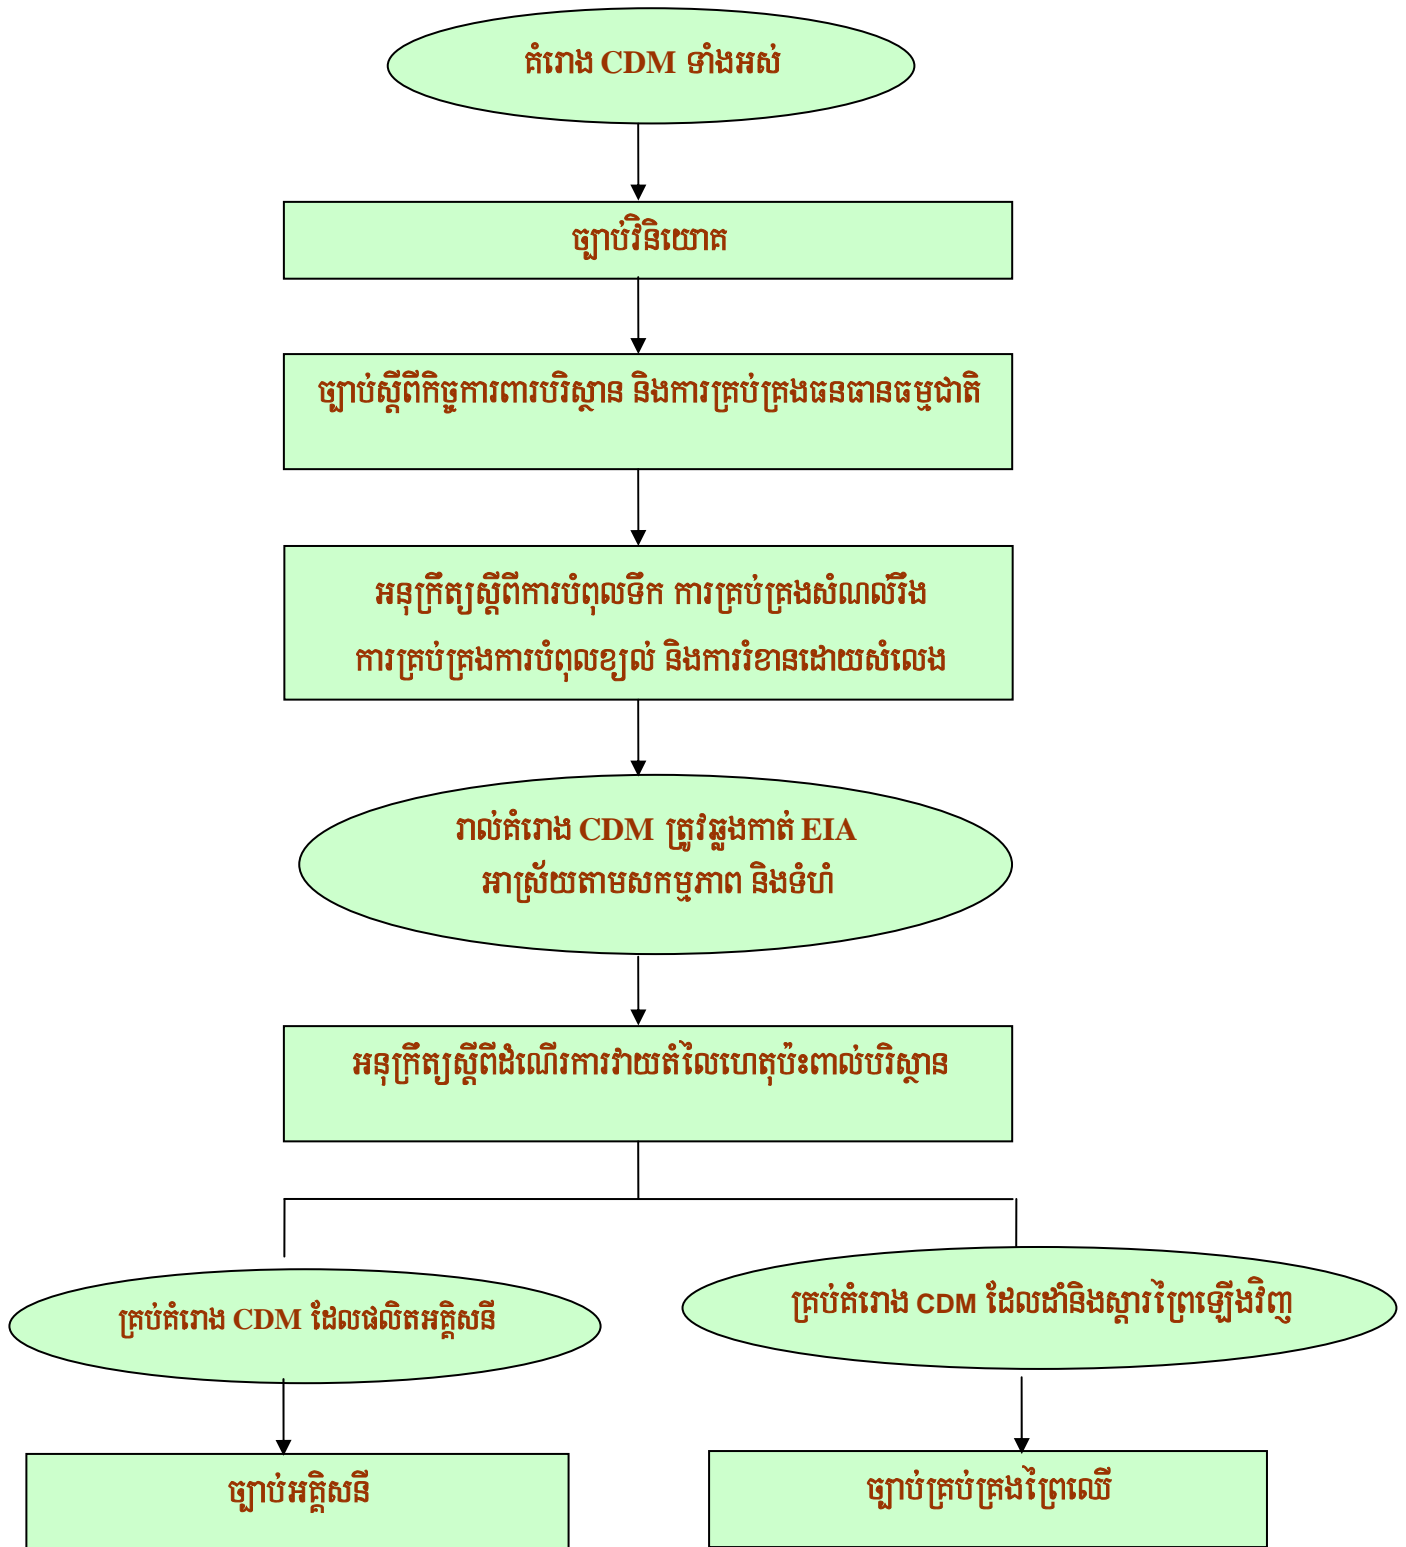 គំរោង CDM ទាំងអស់
ច្បាប់វិនិយោគ
ច្បាប់ស្តីពីកិច្ចការពារបរិស្ថាន និងការគ្រប់គ្រងធនធានធម្មជាតិ
អនុក្រឹត្យស្តីពីការបំពុលទឹក ការគ្រប់គ្រងសំណល់រឹង
ការគ្រប់គ្រងការបំពុលខ្យល់ និងការរំខានដោយសំលេង
រាល់គំរោង CDM ត្រូវឆ្លងកាត់ EIA
អាស្រ័យតាមសកម្មភាព និងទំហំ
អនុក្រឹត្យស្តីពីដំណើរការវាយតំលៃហេតុប៉ះពាល់បរិស្ថាន
គ្រប់គំរោង CDM ដែលផលិតអគ្គិសនី
គ្រប់គំរោង CDM ដែលដាំនិងស្តារព្រៃឡើងវិញ
ច្បាប់អគ្គិសនី
ច្បាប់គ្រប់គ្រងព្រៃឈើ